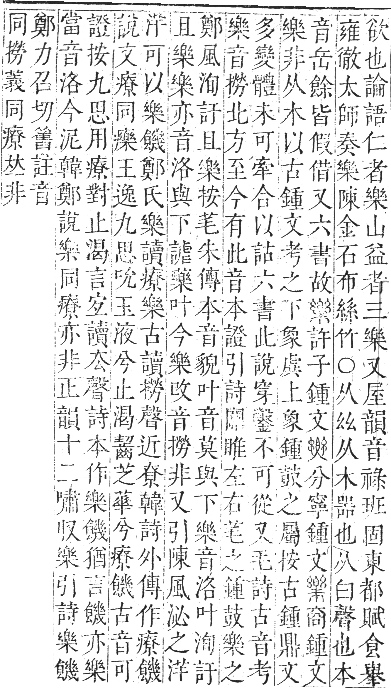 欲也論語仁者樂山益者三樂又屋韻音祿班固東都賦食舉
雍徹太師奏樂陳金石布絲竹○从𢆶从木器也从白聲也本
音岳餘皆假借又六書故㜈許子鍾文䜌分寧鍾文樂商鍾文
樂非从木以古鍾文考之下象虡上象鍾鼓之屬按古鍾鼎文
多變體未可牽合以詁六書此說穿鑿不可從又毛詩古音考
樂音撈北方至今有此音本證引詩關雎左右芼之鍾鼓樂之
鄭風洵訏且樂按芼朱傳本音貌叶音莫與下樂音洛叶洵訏
且樂樂亦音洛與下謔藥叶今樂改音撈非又引陳風泌之洋
洋可以樂饑鄭氏樂讀療樂古讀撈聲近尞韓詩外傳作療饑
說文療同樂王逸九思吮玉液兮止渴齧芝華兮療饑古音可
證按九思用療對止渴言宐讀去聲詩本作樂饑猶言饑亦樂
當音洛今泥韓鄭說樂同療亦非正韻十二嘯収樂引詩樂饑
鄭力召切舊註音
同撈義同療𠀤非